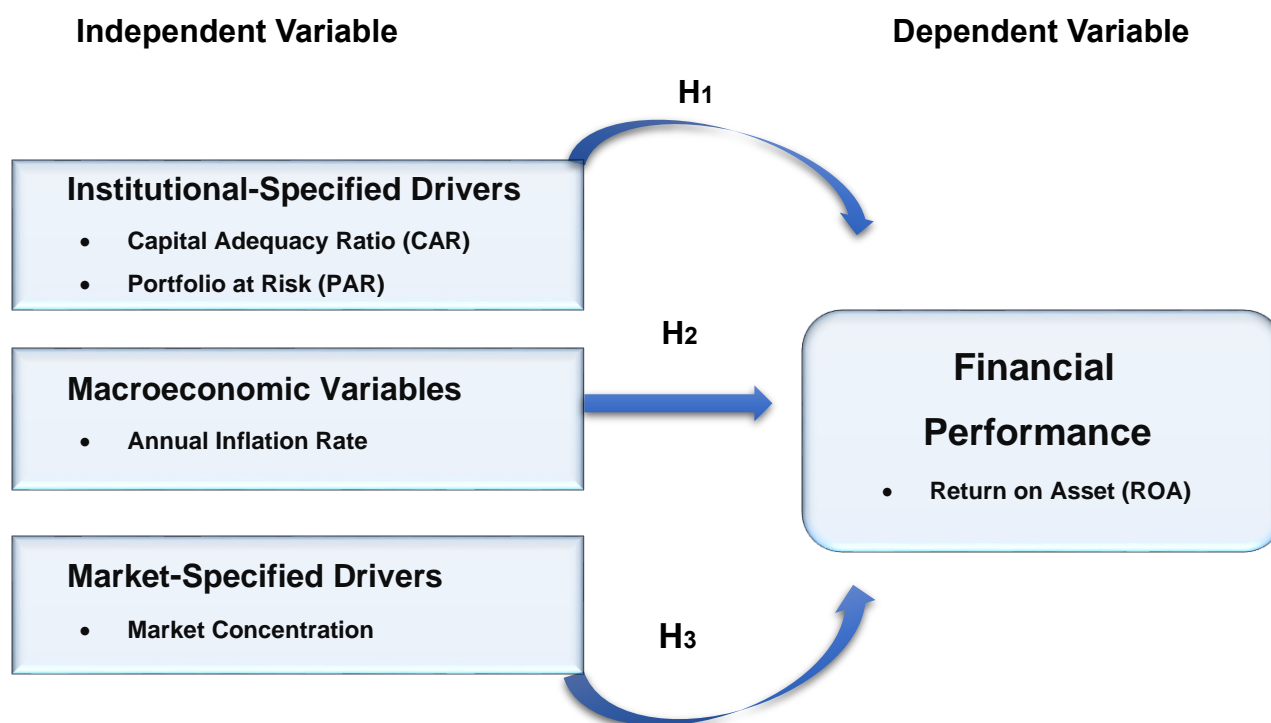 Independent Variable
Dependent Variable
H1
Institutional-Specified Drivers
• Capital Adequacy Ratio (CAR)
• Portfolio at Risk (PAR)
H2
Macroeconomic Variables
• Annual Inflation Rate
Financial
Performance
• Return on Asset (ROA)
Market-Specified Drivers
• Market Concentration
H3